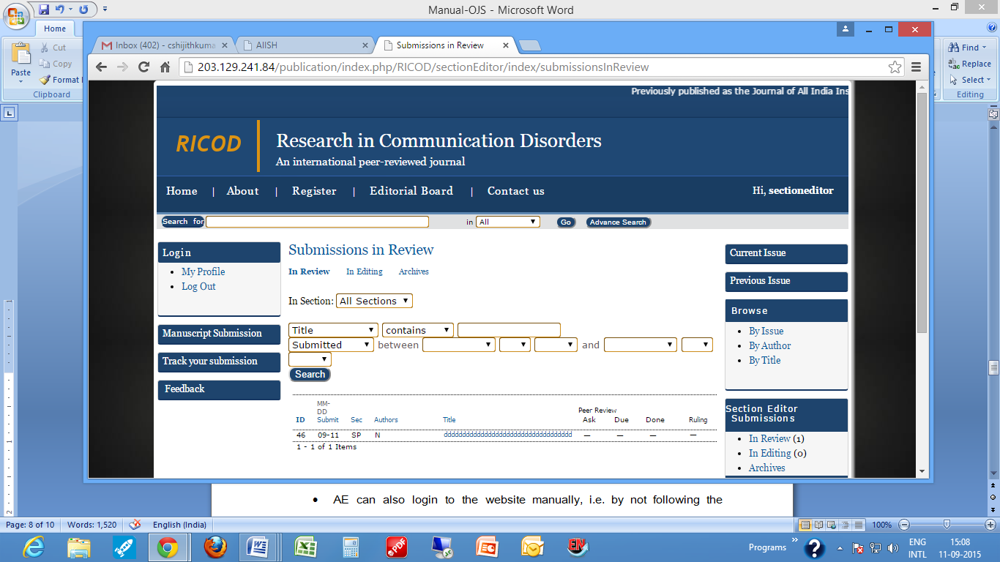 Manual-OJS - Microsoft Word
Home
Cut
Copy
Format
Paste
Clipboard
Find
Replace
Select
Editing
Inbox (402) - cshijithkuma
AIISH
Submissions in Review
203.129.241.84/publication/index.php/RICOD/sectionEditor/index/submissionsInReview
Previously published as the Journal of All India Ins
RICOD
Research in Communication Disorders
An international peer-reviewed journal
Home | About | Register | Editorial Board | Contact us
Hi, sectioneditor
Search for
in All
Go
Advance Search
Login
My Profile
Log Out
Manuscript Submission
Track your submission
Feedback
Submissions in Review
In Review In Editing Archives
In Section: All Sections
Title contains
Submitted between and
Search
MM-
DD
Peer Review
ID Submit Sec Authors Title Ask Due Done Ruling
46 09-11 SP N — — — —
1 - 1 of 1 Items
Current Issue
Previous Issue
Browse
By Issue
By Author
By Title
Section Editor
Submissions
In Review (1)
In Editing (0)
Archives
• AE can also login to the website manually, i.e. by not following the
Page: 8 of 10 Words: 1,520 English (India)
100%
Programs
ENG
INTL
15:08
11-09-2015